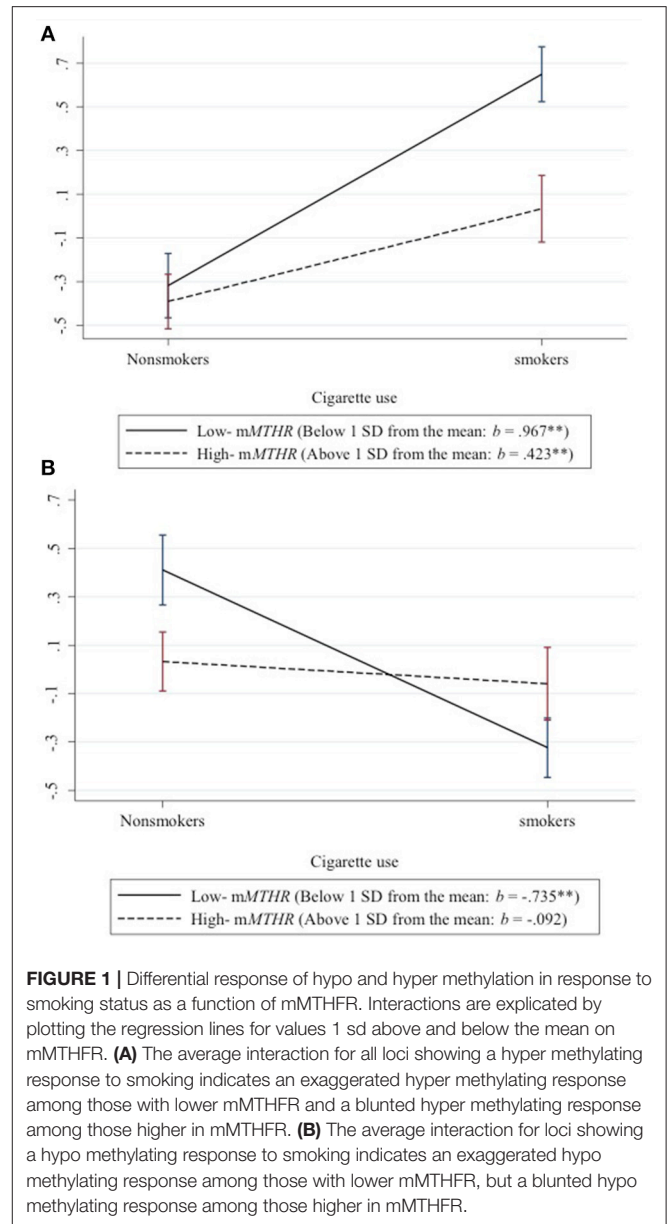 A
.7
.5
.3
.1
-.1
-.3
-.5
Nonsmokers smokers
Cigarette use
Low- mMTHR (Below 1 SD from the mean: b = .967**)
High- mMTHR (Above 1 SD from the mean: b = .423**)
B
.7
.5
.3
.1
-.1
-.3
-.5
Nonsmokers smokers
Cigarette use
Low- mMTHR (Below 1 SD from the mean: b = -.735**)
High- mMTHR (Above 1 SD from the mean: b = -.092)
FIGURE 1 | Differential response of hypo and hyper methylation in response to
smoking status as a function of mMTHFR. Interactions are explicated by
plotting the regression lines for values 1 sd above and below the mean on
mMTHFR. (A) The average interaction for all loci showing a hyper methylating
response to smoking indicates an exaggerated hyper methylating response
among those with lower mMTHFR and a blunted hyper methylating response
among those higher in mMTHFR. (B) The average interaction for loci showing
a hypo methylating response to smoking indicates an exaggerated hypo
methylating response among those with lower mMTHFR, but a blunted hypo
methylating response among those higher in mMTHFR.